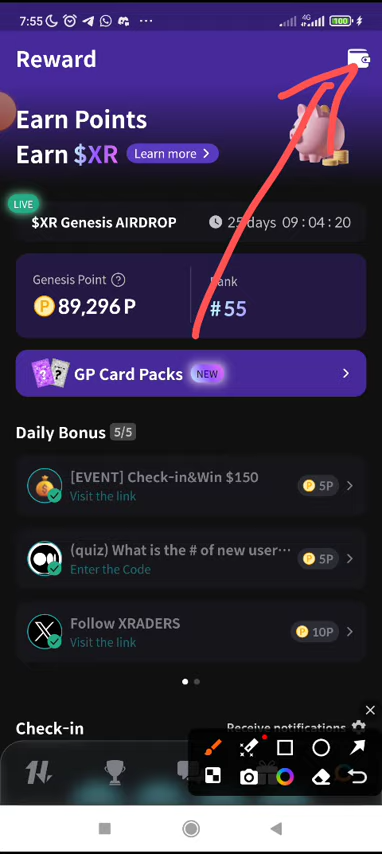 7:55
4G
100
Reward
Earn Points
Earn $XR Learn more >
LIVE
$XR Genesis AIRDROP 25 days 09:04:20
Genesis Point ? Rank
P 89,296 P #55
? ? GP Card Packs NEW >
Daily Bonus 5/5
[EVENT] Check-in&Win $150
Visit the link
P 5P >
(quiz) What is the # of new user...
Enter the Code
P 5P >
Follow XRADERS
Visit the link
P 10P >
Check-in Receive notifications